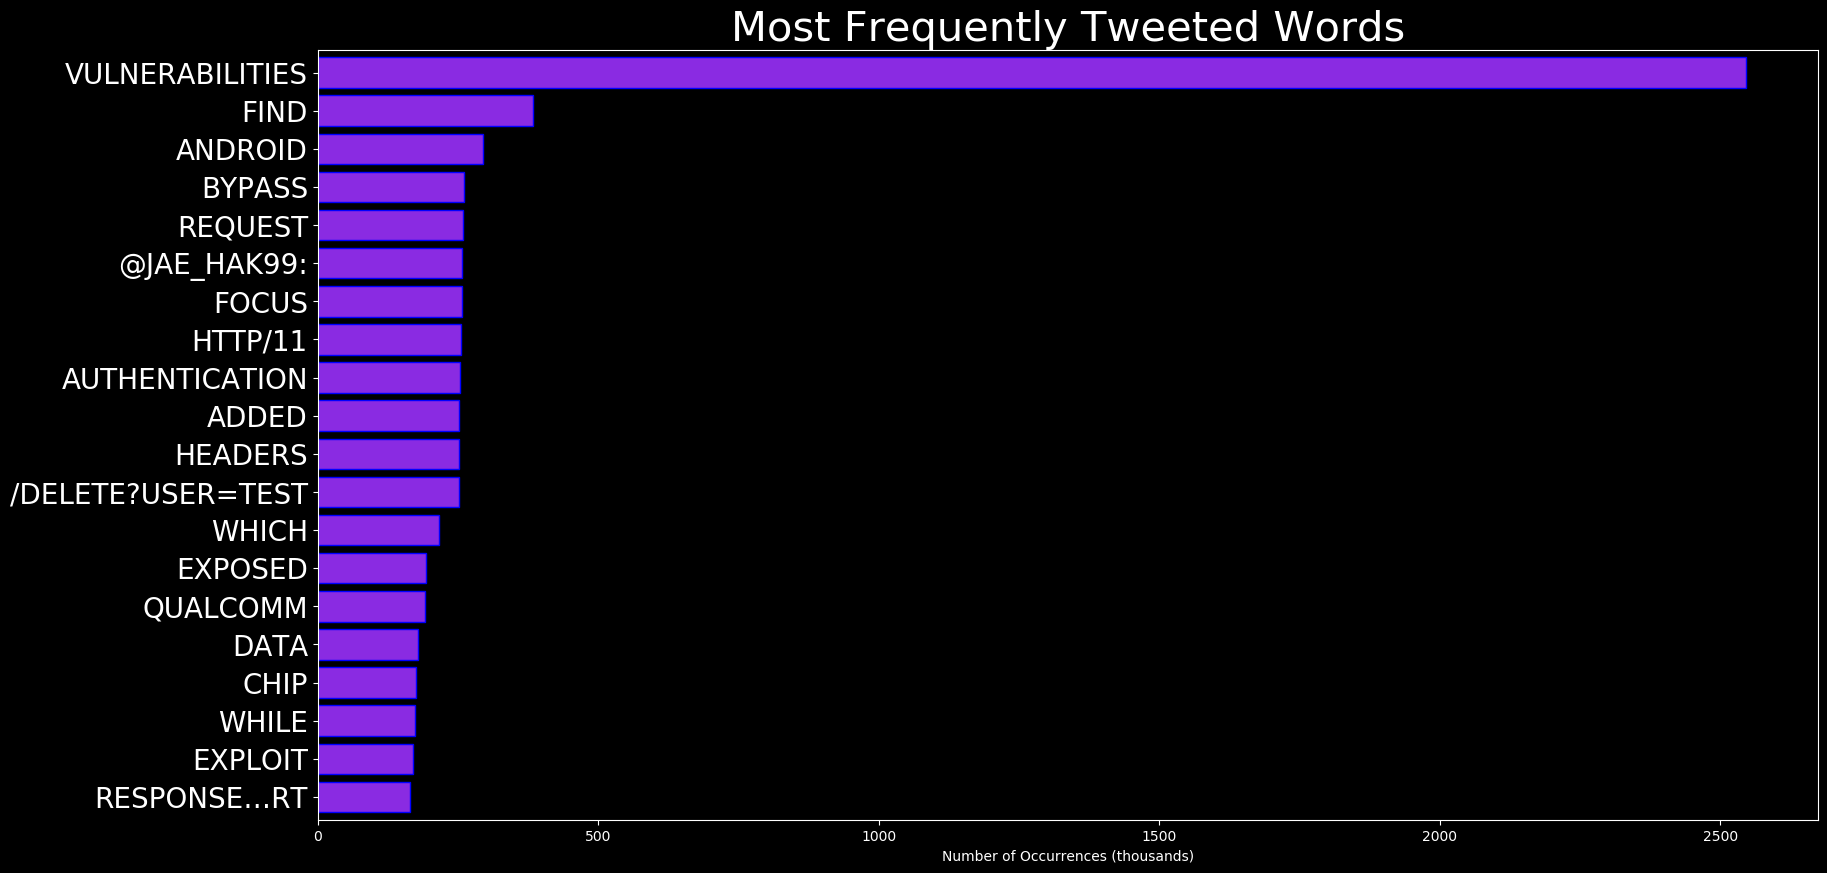 Most Frequently Tweeted Words
VULNERABILITIES
FIND
ANDROID
BYPASS
REQUEST
@JAE_HAK99:
FOCUS
HTTP/11
AUTHENTICATION
ADDED
HEADERS
/DELETE?USER=TEST
WHICH
EXPOSED
QUALCOMM
DATA
CHIP
WHILE
EXPLOIT
RESPONSE…RT
0 500 1000 1500 2000 2500
Number of Occurrences (thousands)